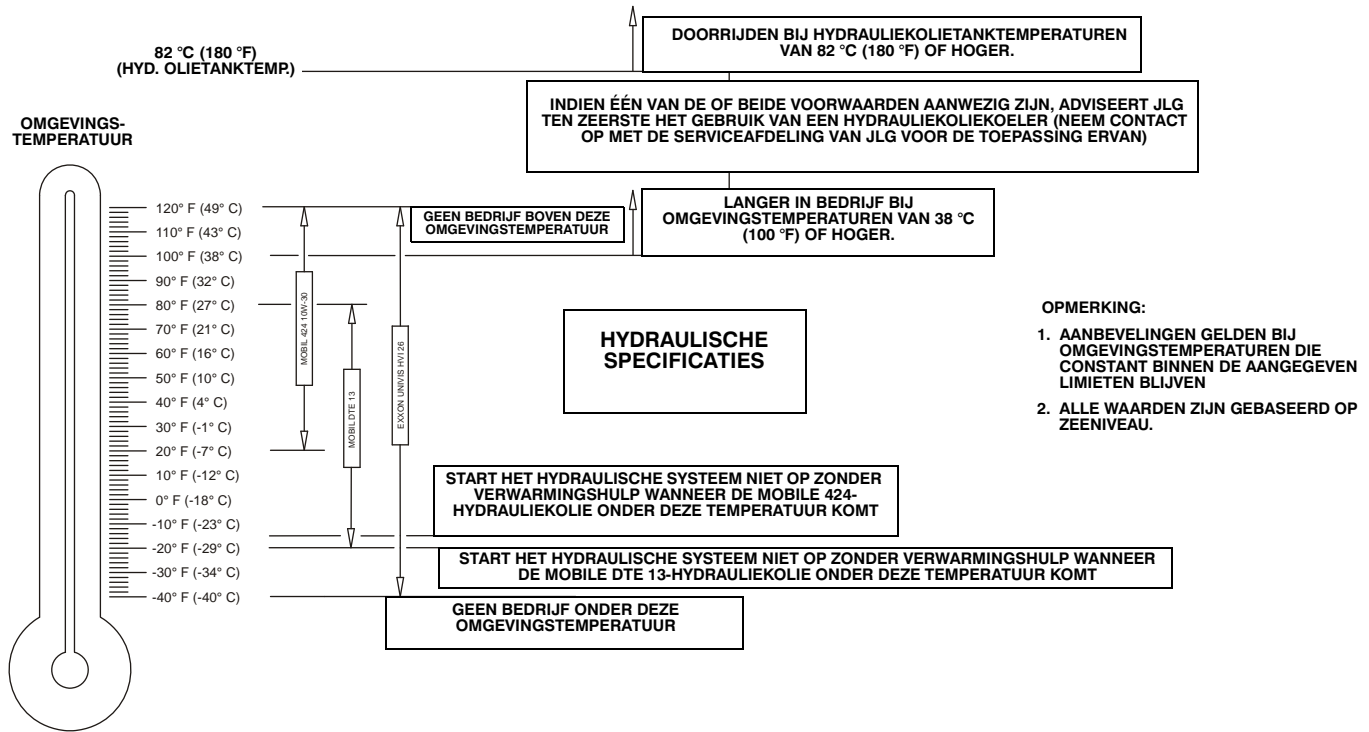 82 °C (180 °F)
(HYD. OLIETANKTEMP.)
DOORRIJDEN BIJ HYDRAULIEKOLIETANKTEMPERATUREN
VAN 82 °C (180 °F) OF HOGER.
INDIEN ÉÉN VAN DE OF BEIDE VOORWAARDEN AANWEZIG ZIJN, ADVISEERT JLG
TEN ZEERSTE HET GEBRUIK VAN EEN HYDRAULIEKOLIEKOELER (NEEM CONTACT
OP MET DE SERVICEAFDELING VAN JLG VOOR DE TOEPASSING ERVAN)
OMGEVINGS-
TEMPERATUUR
120° F (49° C)
110° F (43° C)
100° F (38° C)
90° F (32° C)
80° F (27° C)
70° F (21° C)
60° F (16° C)
50° F (10° C)
40° F (4° C)
30° F (-1° C)
20° F (-7° C)
10° F (-12° C)
0° F (-18° C)
-10° F (-23° C)
-20° F (-29° C)
-30° F (-34° C)
-40° F (-40° C)
MOBIL 424 10W-30
MOBIL DTE 13
EXXON UNIVIS HVI 26
GEEN BEDRIJF BOVEN DEZE
OMGEVINGSTEMPERATUUR
LANGER IN BEDRIJF BIJ
OMGEVINGSTEMPERATUREN VAN 38 °C
(100 °F) OF HOGER.
HYDRAULISCHE
SPECIFICATIES
OPMERKING:
1. AANBEVELINGEN GELDEN BIJ
OMGEVINGSTEMPERATUREN DIE
CONSTANT BINNEN DE AANGEGEVEN
LIMIETEN BLIJVEN
2. ALLE WAARDEN ZIJN GEBASEERD OP
ZEENIVEAU.
START HET HYDRAULISCHE SYSTEEM NIET OP ZONDER
VERWARMINGSHULP WANNEER DE MOBILE 424-
HYDRAULIEKOLIE ONDER DEZE TEMPERATUUR KOMT
START HET HYDRAULISCHE SYSTEEM NIET OP ZONDER VERWARMINGSHULP WANNEER
DE MOBILE DTE 13-HYDRAULIEKOLIE ONDER DEZE TEMPERATUUR KOMT
GEEN BEDRIJF ONDER DEZE
OMGEVINGSTEMPERATUUR